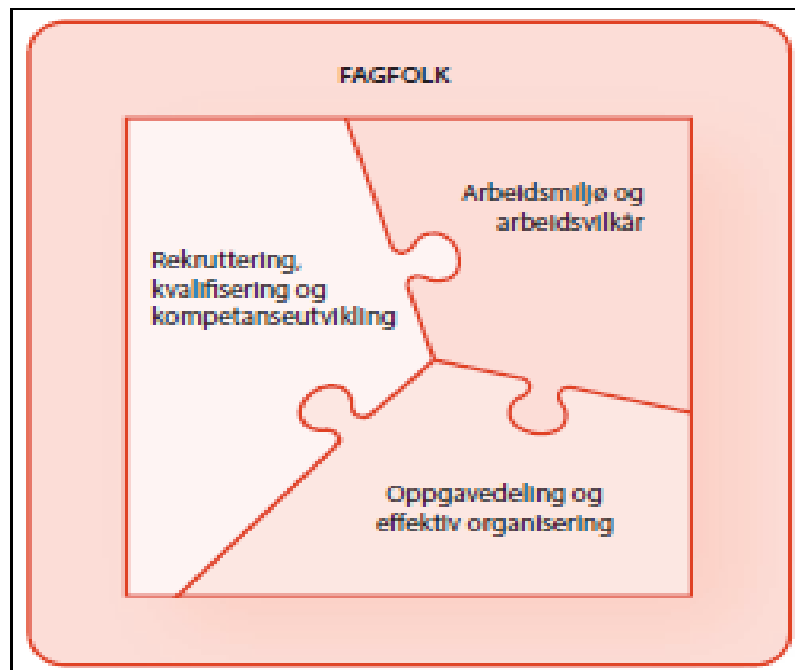 FAGFOLK
Arbeidsmiljø og
arbeidsvilkår
Rekruttering,
kvalifisering og
kompetanseutvikling
Oppgavedeling og
effektiv organisering